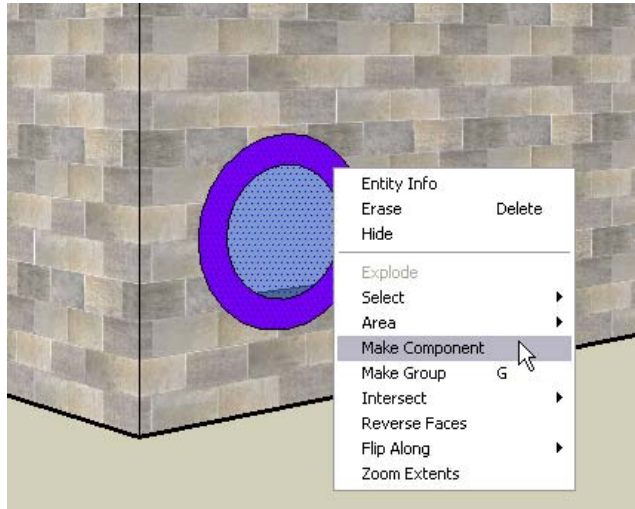 Entity Info
Erase Delete
Hide
Explode
Select
Area
Make Component
Make Group G
Intersect
Reverse Faces
Flip Along
Zoom Extents